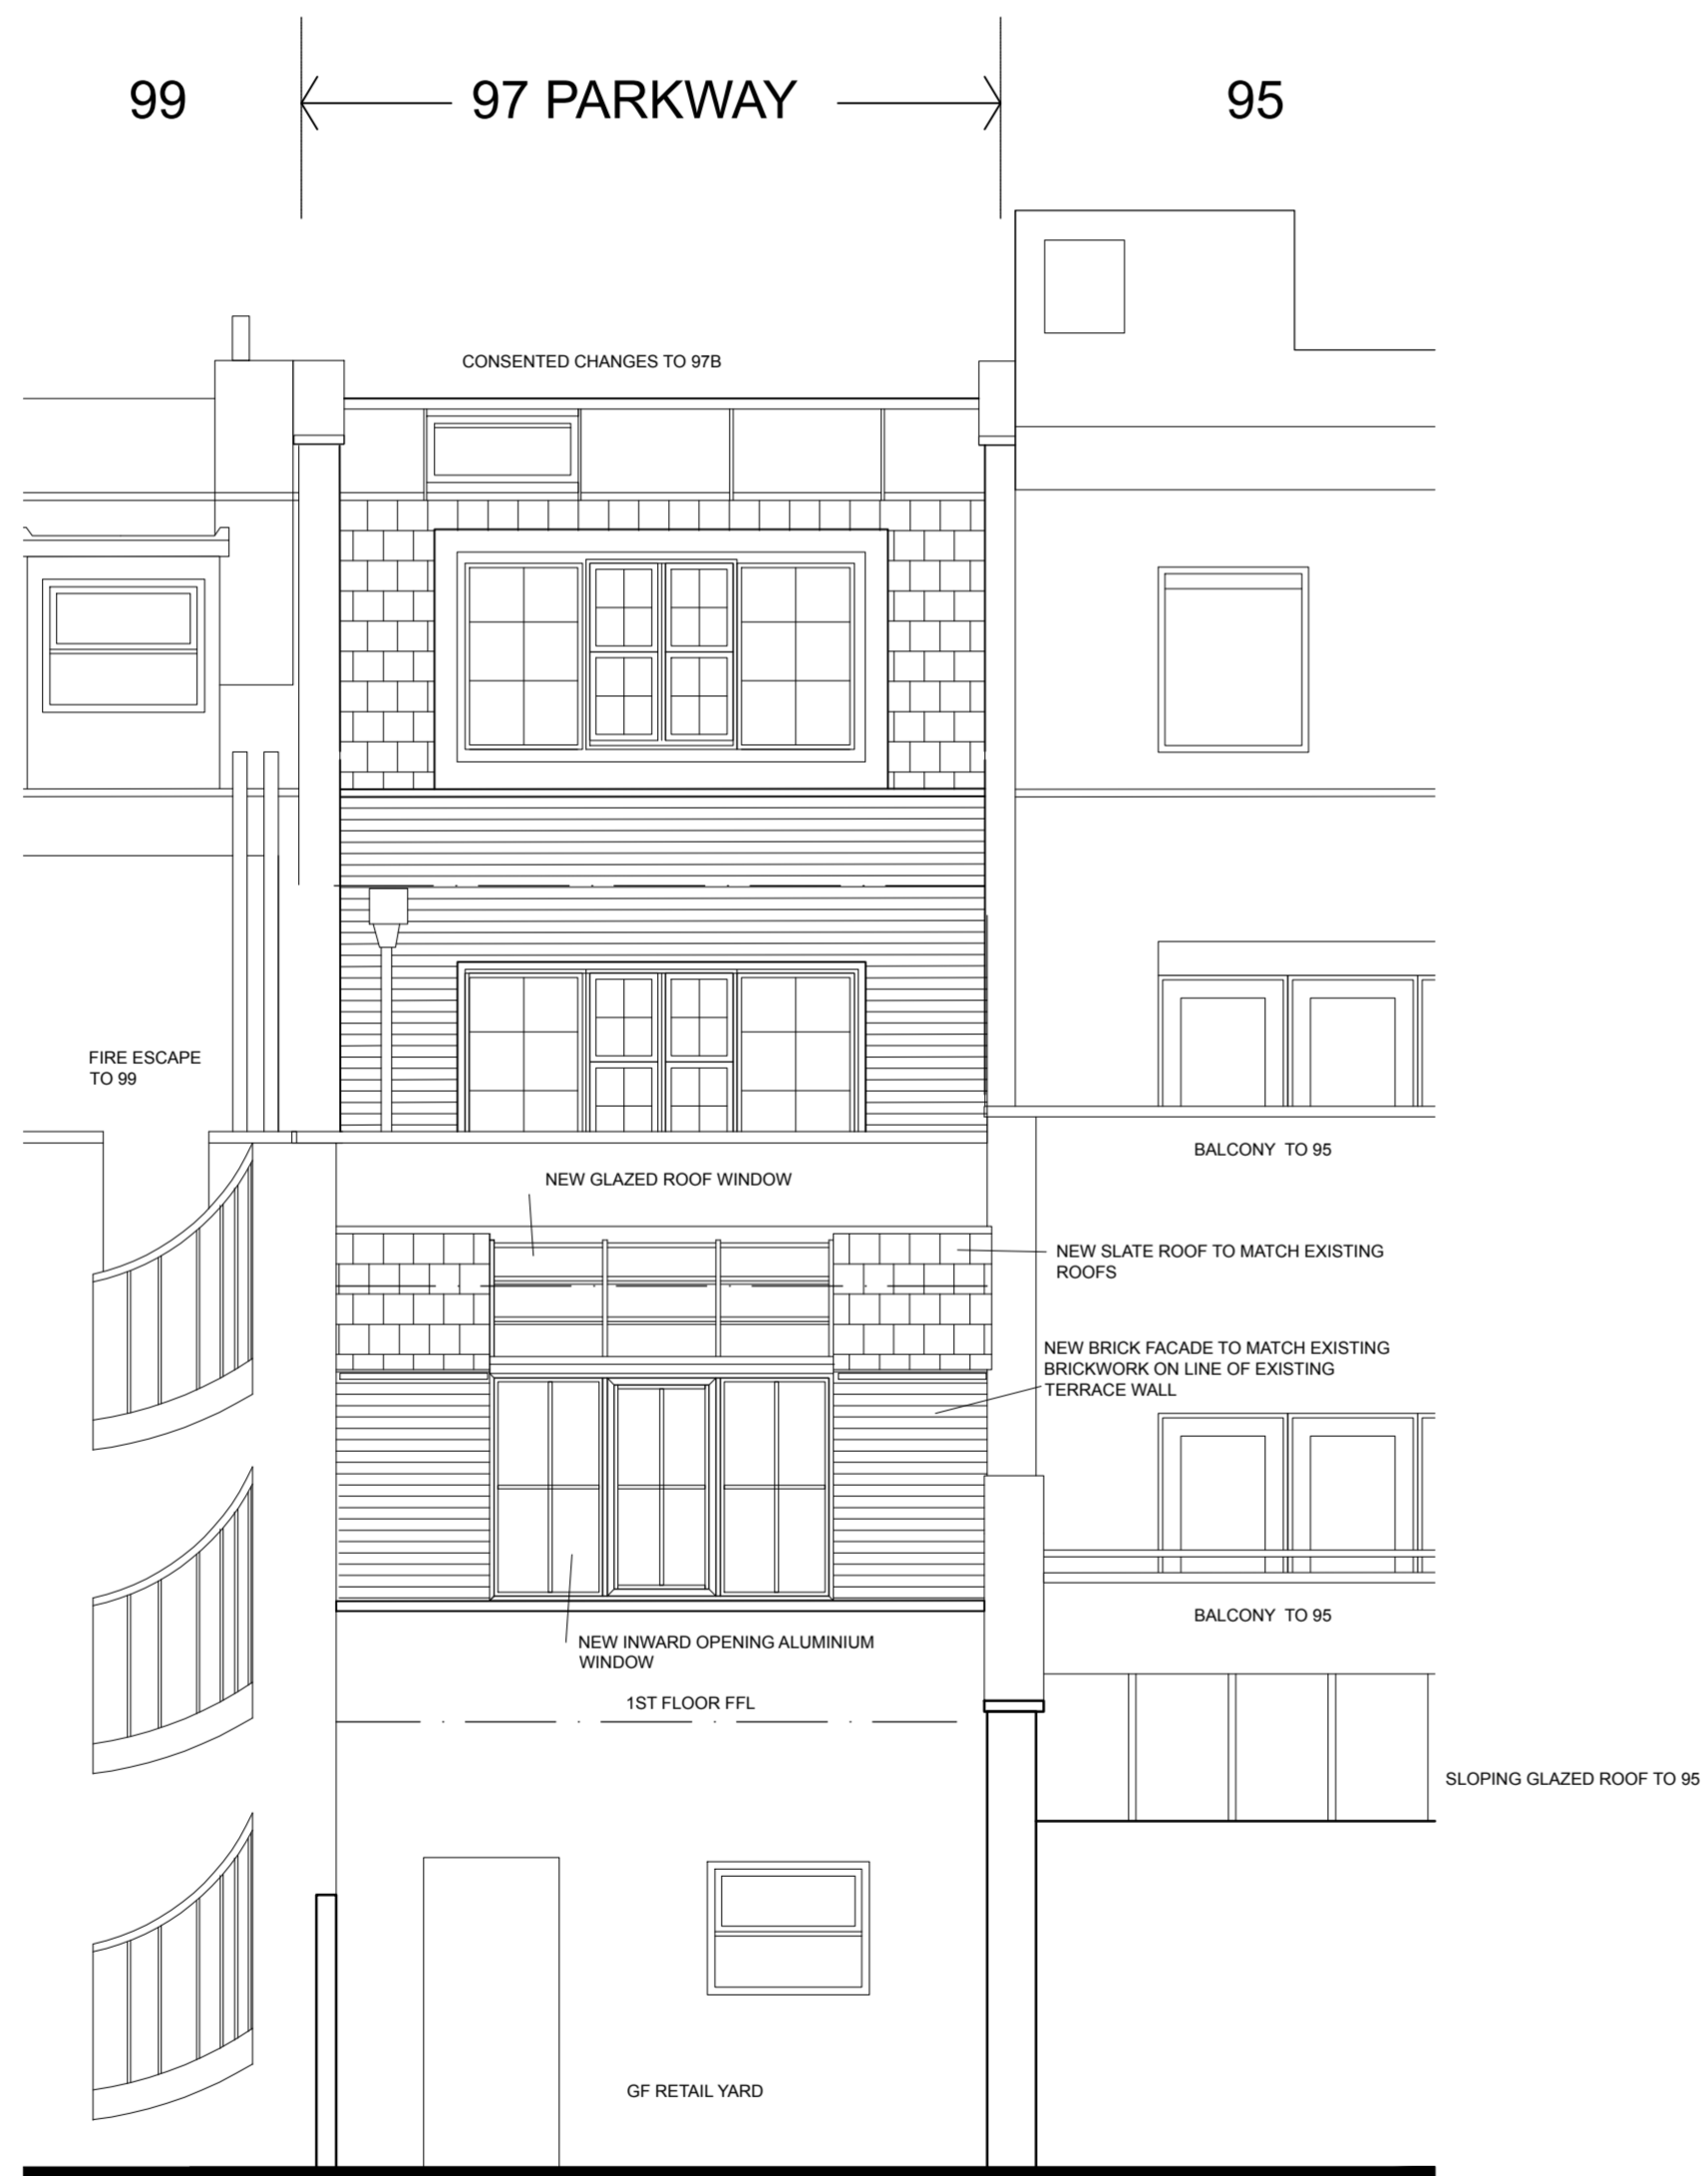 99
97 PARKWAY
95
CONSENTED CHANGES TO 97B
FIRE ESCAPE
TO 99
BALCONY TO 95
NEW GLAZED ROOF WINDOW
NEW SLATE ROOF TO MATCH EXISTING
ROOFS
NEW BRICK FACADE TO MATCH EXISTING
BRICKWORK ON LINE OF EXISTING
TERRACE WALL
BALCONY TO 95
NEW INWARD OPENING ALUMINIUM
WINDOW
1ST FLOOR FFL
SLOPING GLAZED ROOF TO 95
GF RETAIL YARD